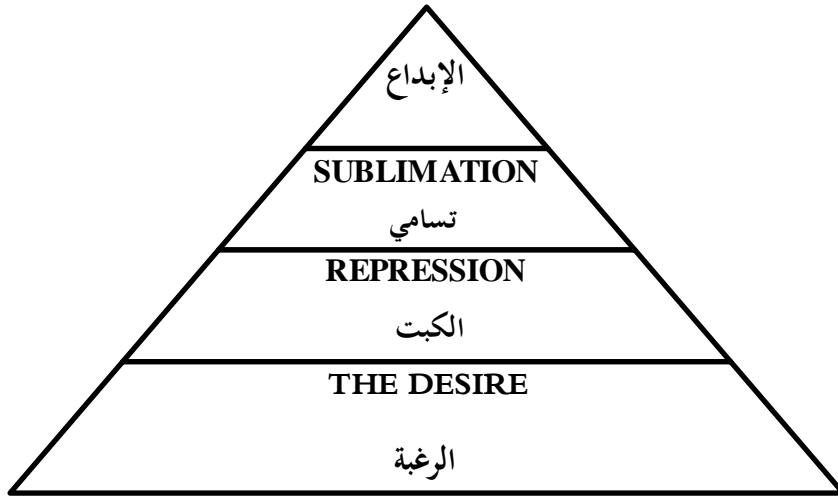 الإبداع
SUBLIMATION
تسامي
REPRESSION
الكبت
THE DESIRE
الرغبة